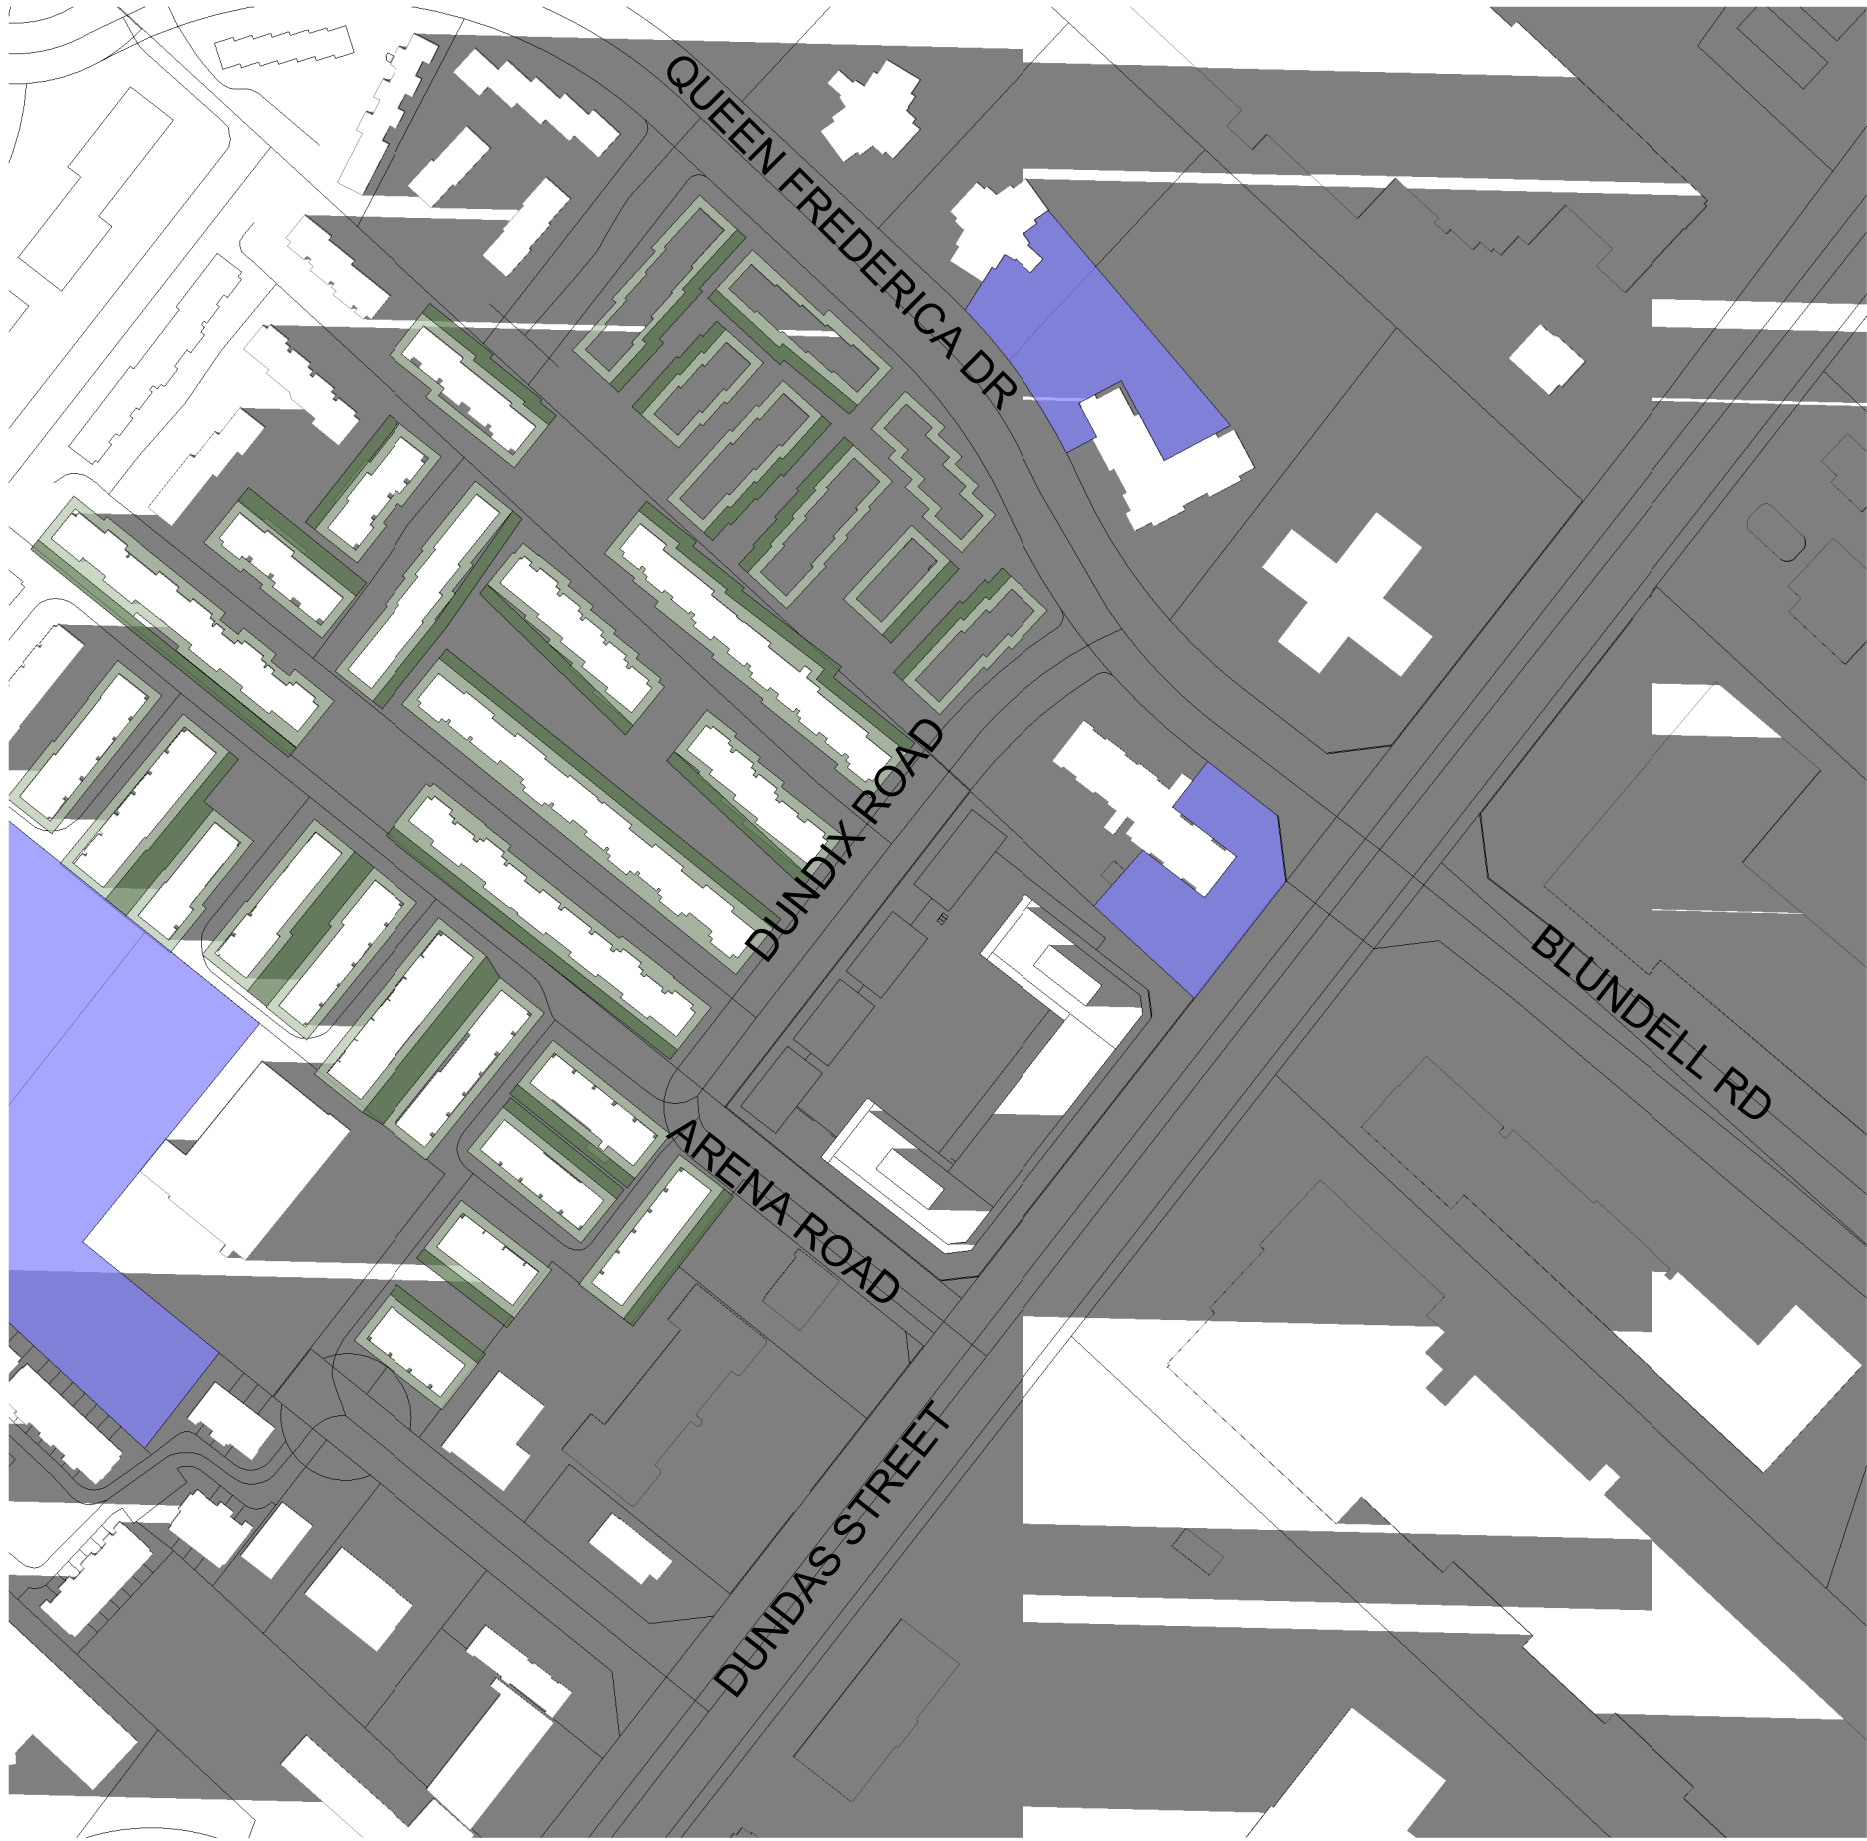 QUEEN FREDERICA DR
DUNDIX ROAD
BLUNDELL RD
ARENA ROAD
DUNDAS STREET